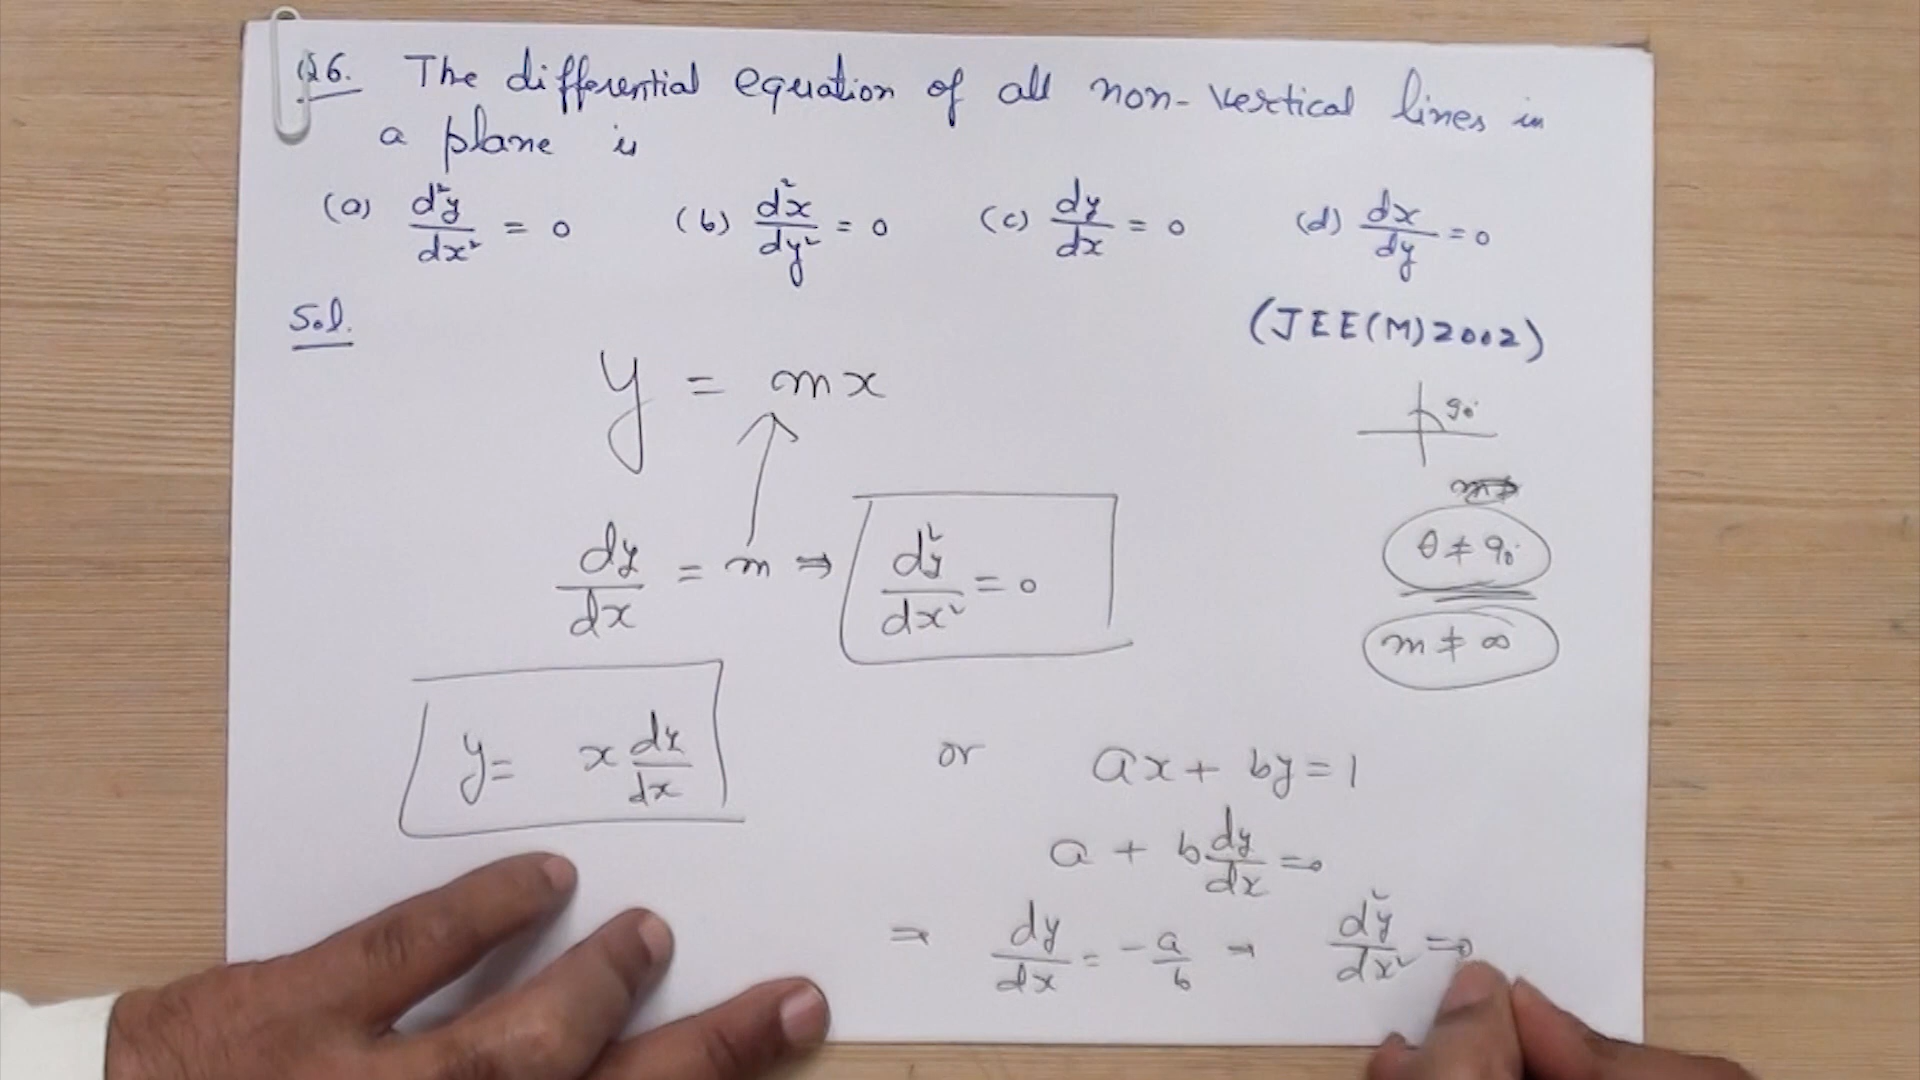 Q6. The differential equation of all non-vertical lines in
a plane is
(a) d²y/dx² = 0 (b) d²x/dy² = 0 (c) dy/dx = 0 (d) dx/dy = 0
Sol.
(JEE(M)2002)
y = mx
90°
θ ≠ 90°
dy/dx = m ⇒ d²y/dx² = 0
m ≠ ∞
y = x dy/dx
or ax + by = 1
a + b dy/dx = 0
⇒ dy/dx = -a/b ⇒ d²y/dx² = 0